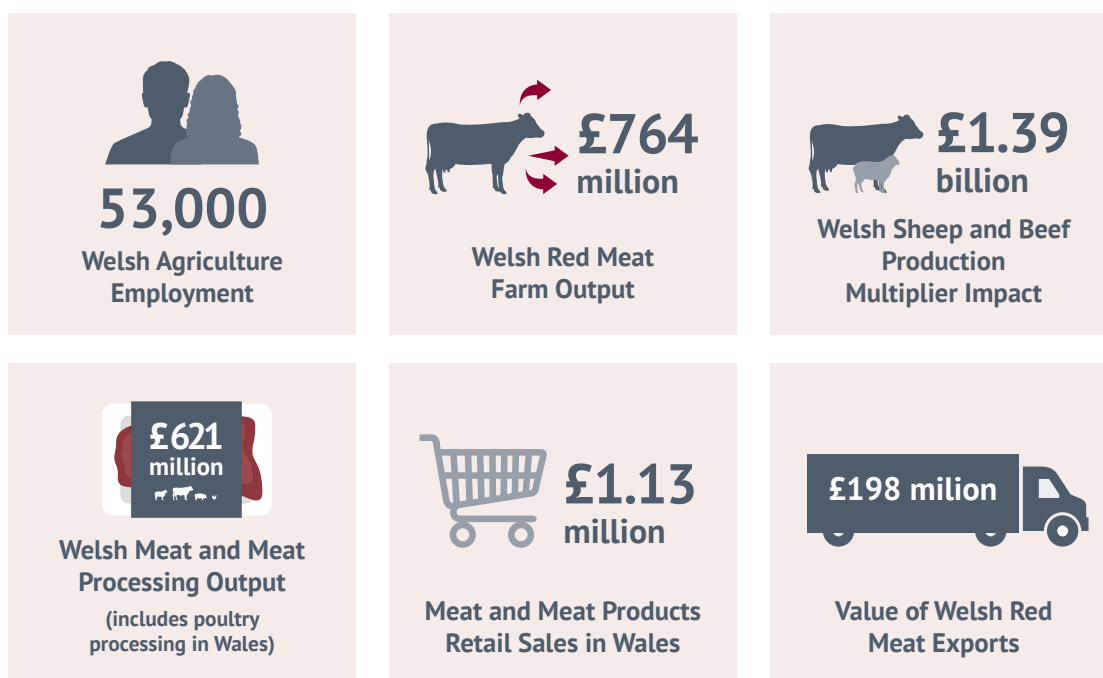 53,000
Welsh Agriculture
Employment
£764
million
Welsh Red Meat
Farm Output
£1.39
billion
Welsh Sheep and Beef
Production
Multiplier Impact
£621
million
Welsh Meat and Meat
Processing Output
(includes poultry
processing in Wales)
£1.13
million
Meat and Meat Products
Retail Sales in Wales
£198 milion
Value of Welsh Red
Meat Exports